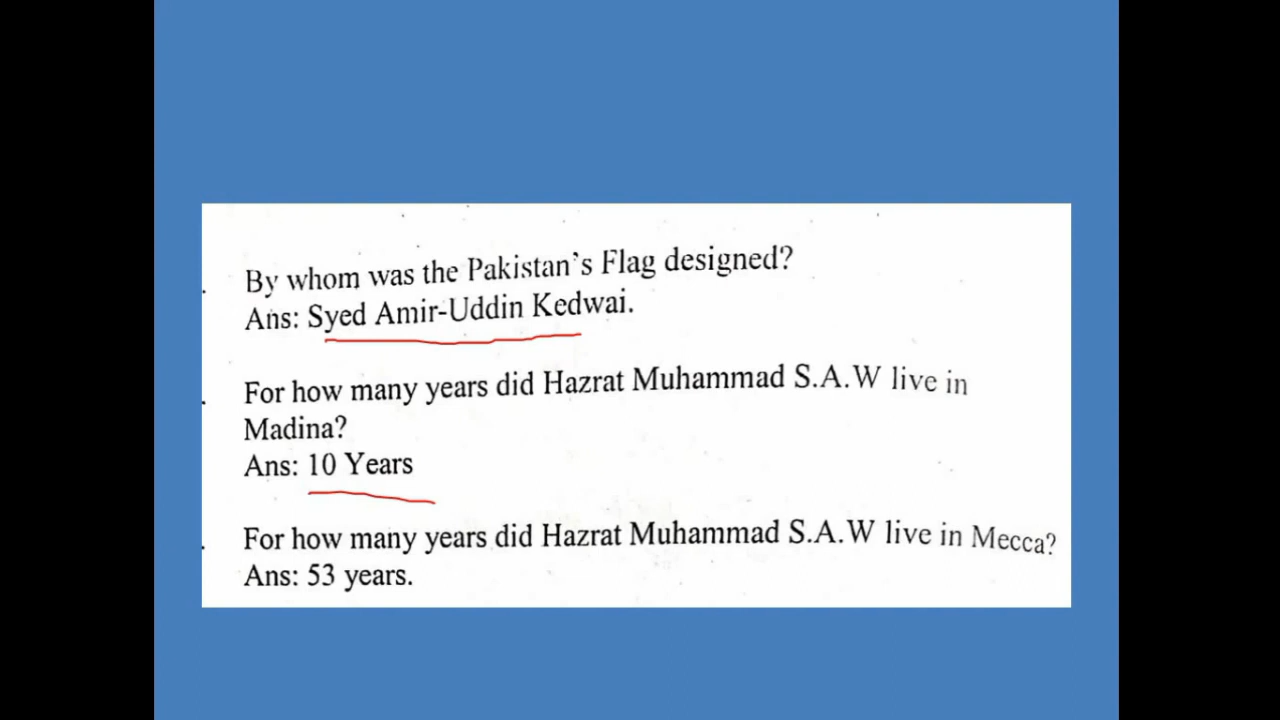 By whom was the Pakistan's Flag designed?
Ans: Syed Amir-Uddin Kedwai.
For how many years did Hazrat Muhammad S.A.W live in
Madina?
Ans: 10 Years
For how many years did Hazrat Muhammad S.A.W live in Mecca?
Ans: 53 years.